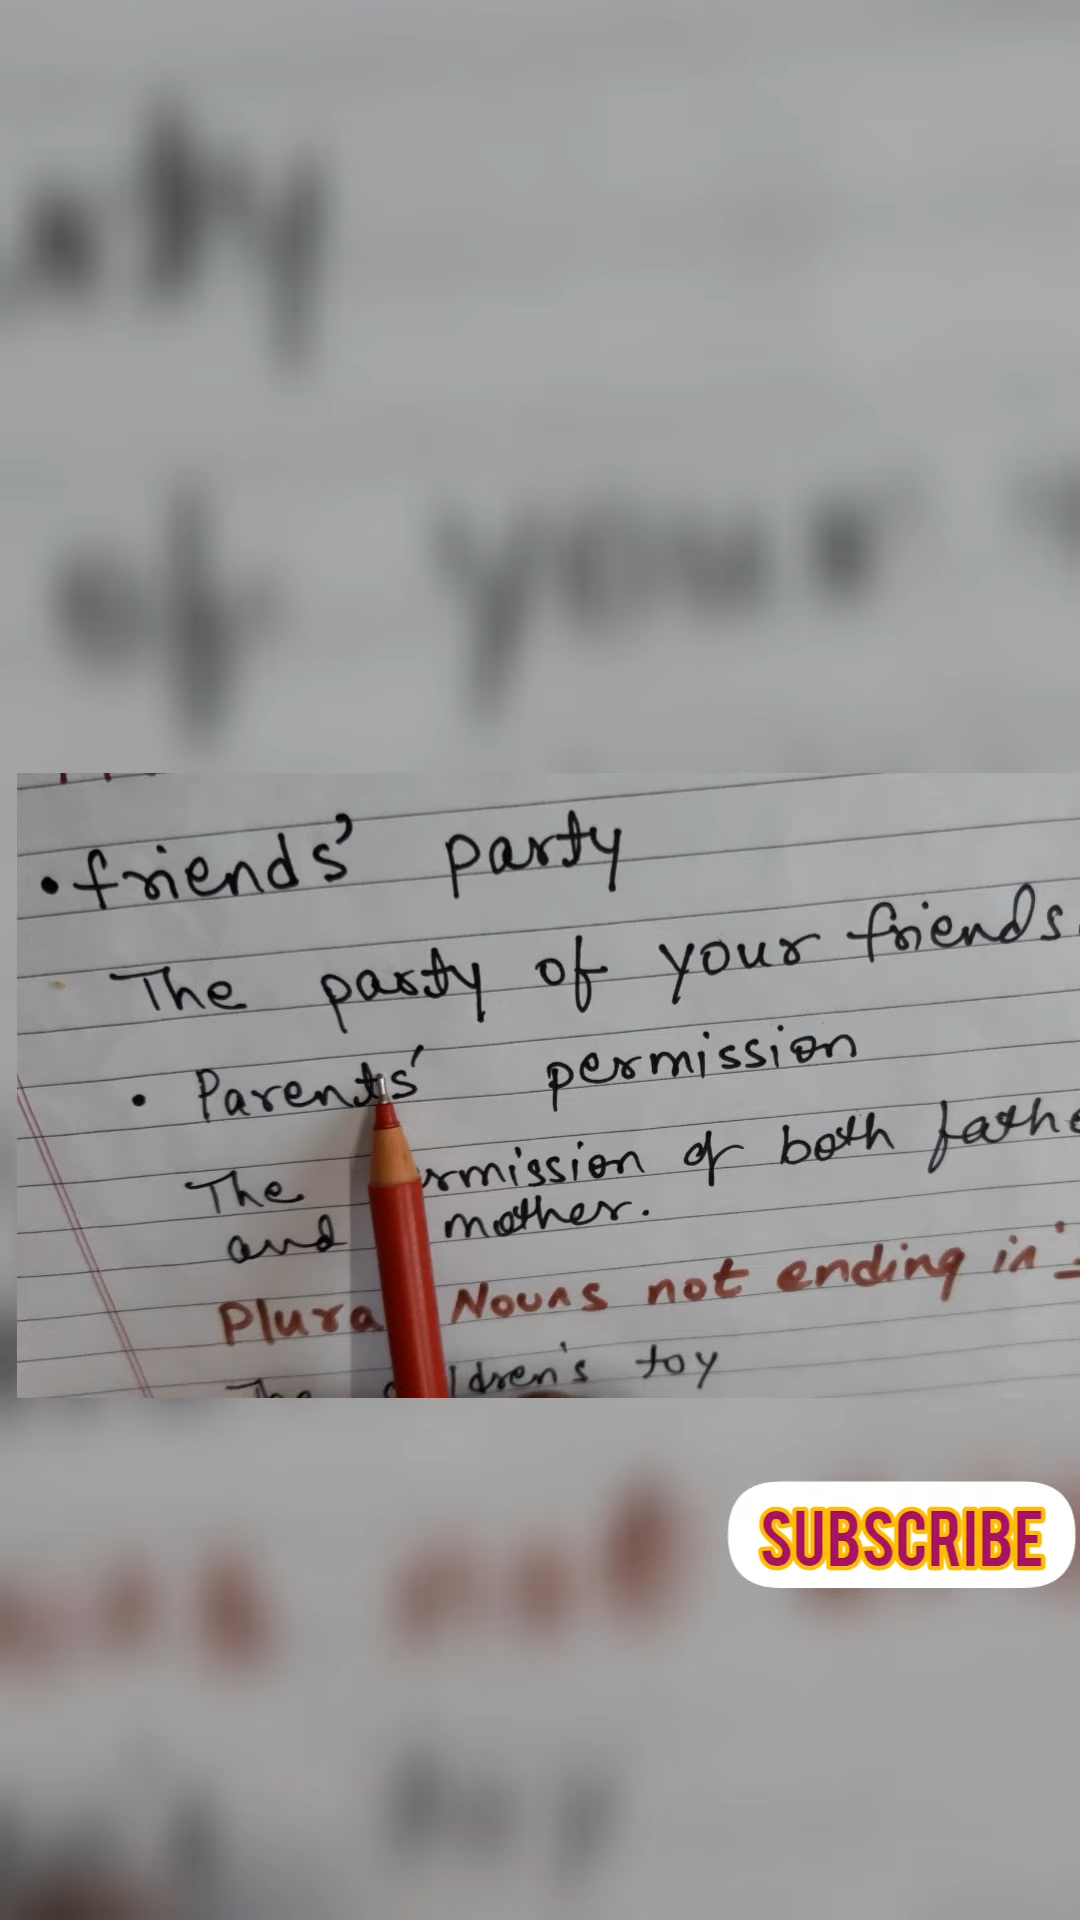 • friends' party
The party of your friends.
• Parents' permission
The rmission of both fathe
and mother.
Plura Nouns not ending in
ldren's toy
SUBSCRIBE